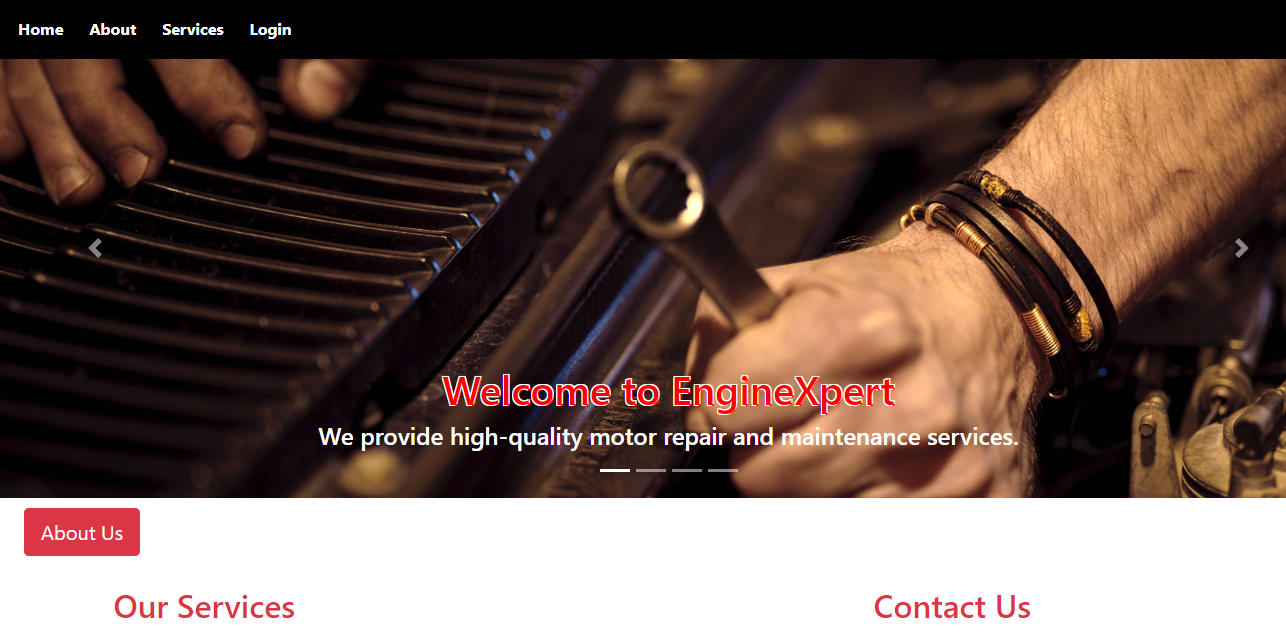 Home About Services Login
Welcome to EngineXpert
We provide high-quality motor repair and maintenance services.
About Us
Our Services Contact Us